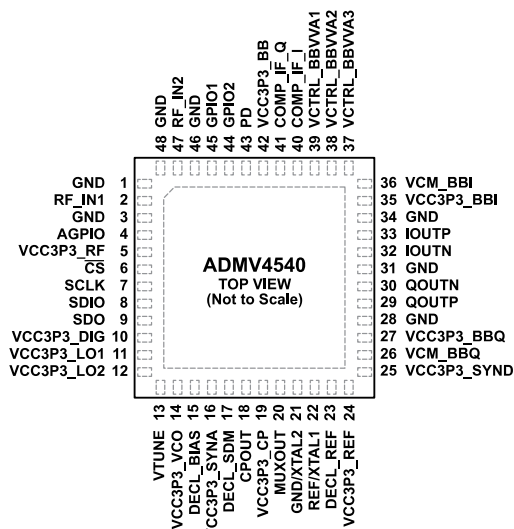 48 GND
47 RF_IN2
46 GND
45 GPIO1
44 GPIO2
43 PD
42 VCC3P3_BB
41 COMP_IF_Q
40 COMP_IF_I
39 VCTRL_BBVVA1
38 VCTRL_BBVVA2
37 VCTRL_BBVVA3
GND 1
RF_IN1 2
GND 3
AGPIO 4
VCC3P3_RF 5
CS 6
SCLK 7
SDIO 8
SDO 9
VCC3P3_DIG 10
VCC3P3_LO1 11
VCC3P3_LO2 12
ADMV4540
TOP VIEW
(Not to Scale)
36 VCM_BBI
35 VCC3P3_BBI
34 GND
33 IOUTP
32 IOUTN
31 GND
30 QOUTN
29 QOUTP
28 GND
27 VCC3P3_BBQ
26 VCM_BBQ
25 VCC3P3_SYND
VTUNE 13
VCC3P3_VCO 14
DECL_BIAS 15
VCC3P3_SYNA 16
DECL_SDM 17
CPOUT 18
VCC3P3_CP 19
MUXOUT 20
GND/XTAL2 21
REF/XTAL1 22
DECL_REF 23
VCC3P3_REF 24